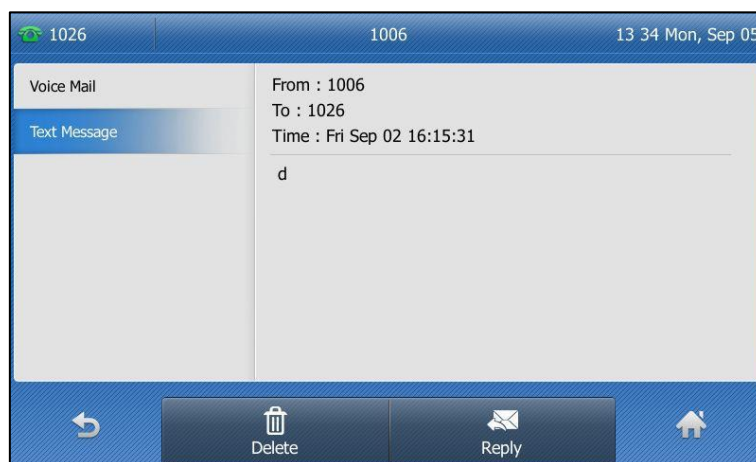 1026 1006 13 34 Mon, Sep 05
Voice Mail
Text Message
From : 1006
To : 1026
Time : Fri Sep 02 16:15:31
d
Delete Reply